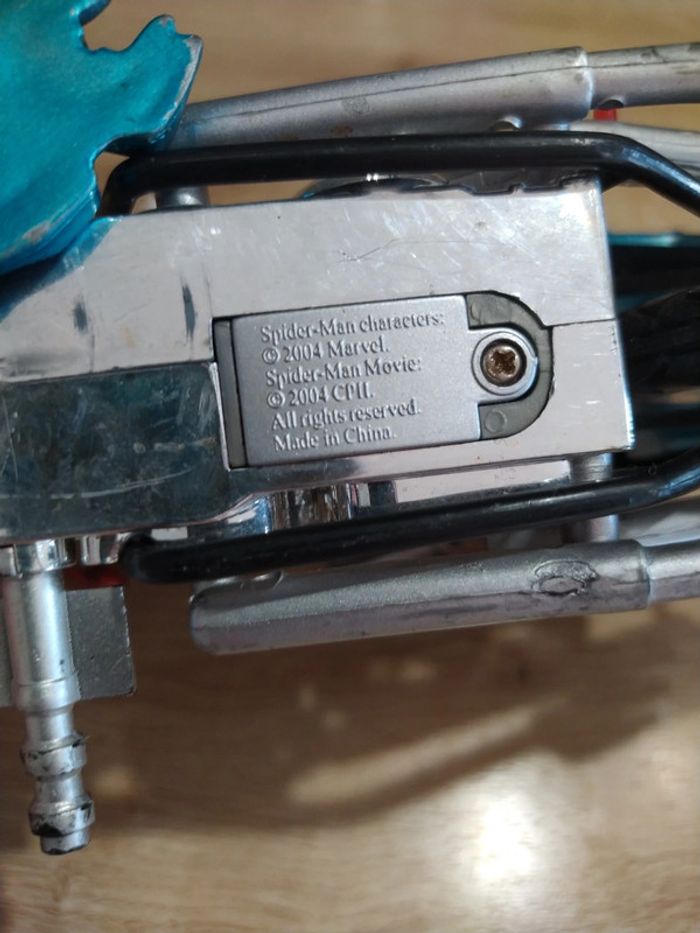 Spider-Man characters:
© 2004 Marvel.
Spider-Man Movie:
© 2004 CPII.
All rights reserved.
Made in China.